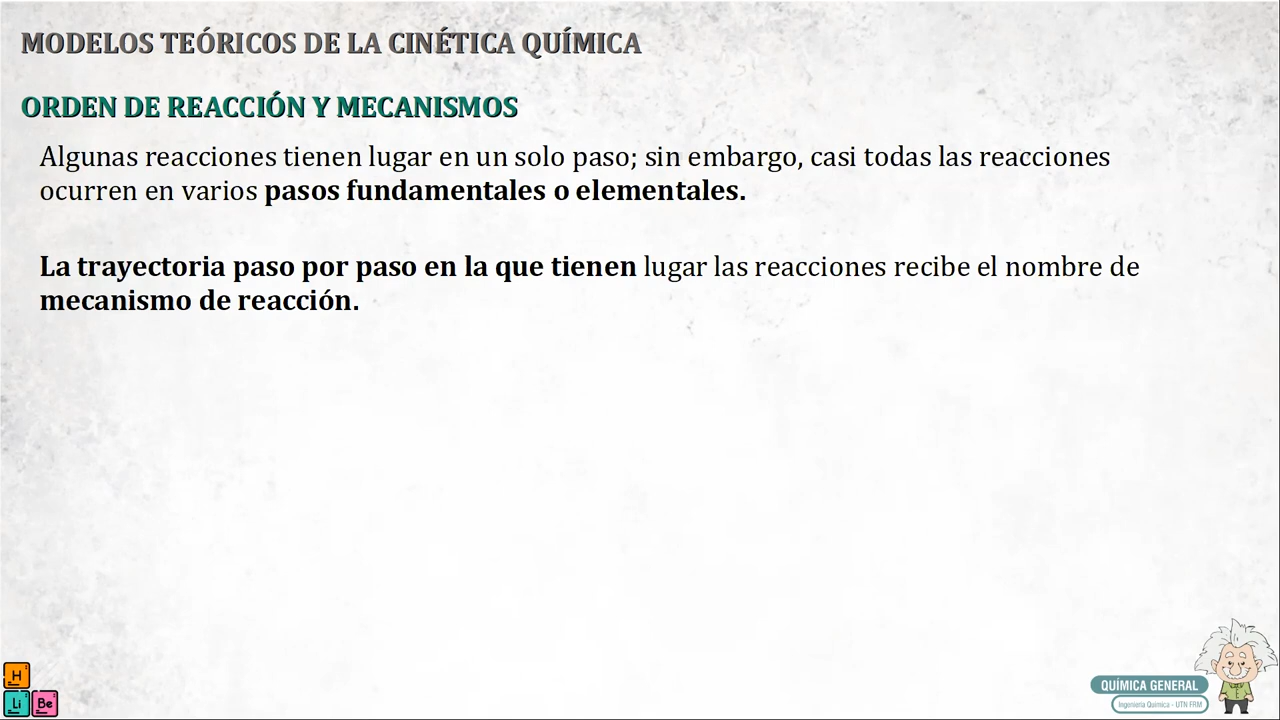 MODELOS TEÓRICOS DE LA CINÉTICA QUÍMICA
ORDEN DE REACCIÓN Y MECANISMOS
Algunas reacciones tienen lugar en un solo paso; sin embargo, casi todas las reacciones
ocurren en varios pasos fundamentales o elementales.
La trayectoria paso por paso en la que tienen lugar las reacciones recibe el nombre de
mecanismo de reacción.
H
Li Be
QUÍMICA GENERAL
Ingeniería Química - UTN FRM